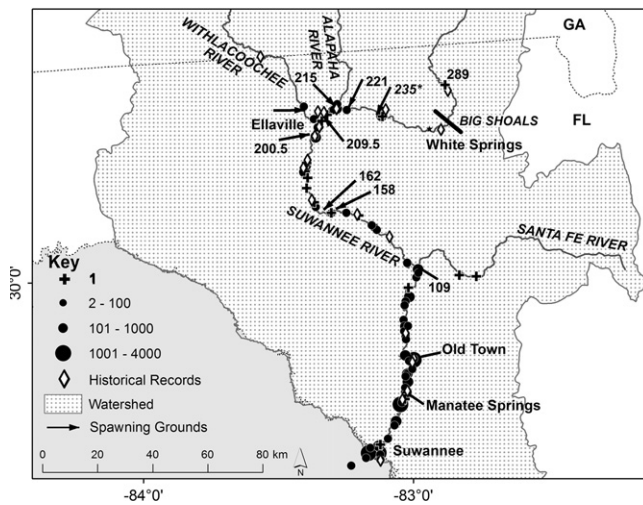 GA
WITHLACOOCHEE
RIVER
ALAPAHA
RIVER
215
221
235*
289
BIG SHOALS
FL
Ellaville
White Springs
200.5
209.5
162
158
SUWANNEE RIVER
SANTA FE RIVER
30°0'
109
Key
1
2 - 100
101 - 1000
1001 - 4000
Historical Records
Watershed
Spawning Grounds
Old Town
Manatee Springs
Suwannee
0 20 40 60 80 km
N
-84°0'
-83°0'